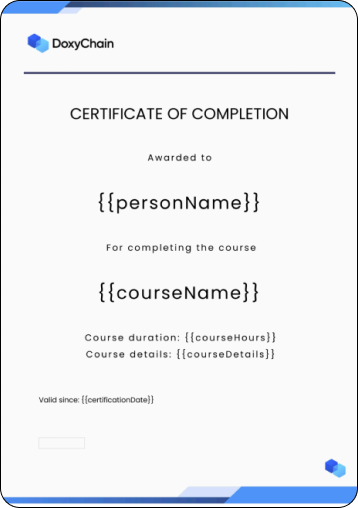 DoxyChain
CERTIFICATE OF COMPLETION
Awarded to
{{personName}}
For completing the course
{{courseName}}
Course duration: {{courseHours}}
Course details: {{courseDetails}}
Valid since: {{certificationDate}}